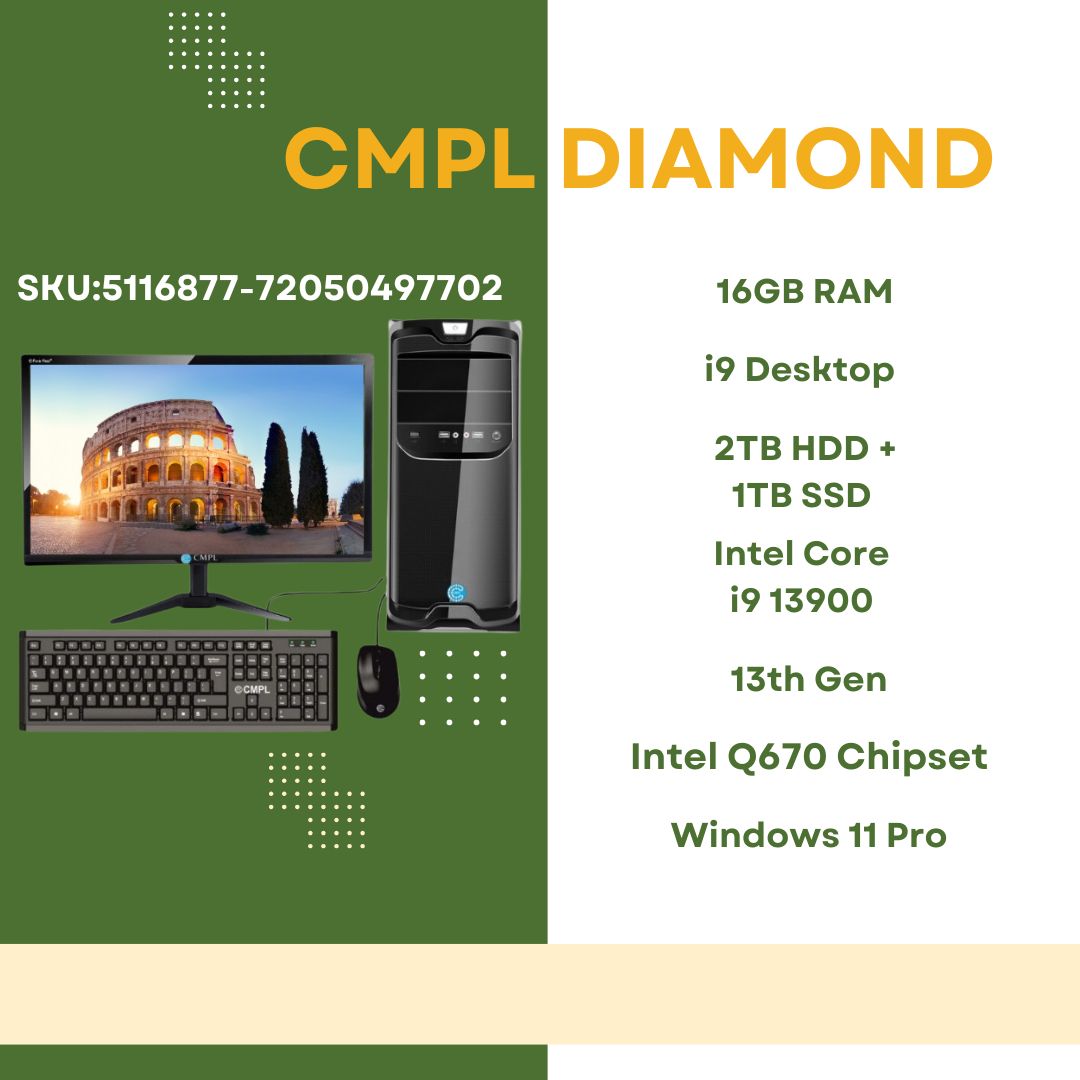 CMPL DIAMOND
SKU:5116877-72050497702
CMPL
©CMPL
16GB RAM
i9 Desktop
2TB HDD +
1TB SSD
Intel Core
i9 13900
13th Gen
Intel Q670 Chipset
Windows 11 Pro